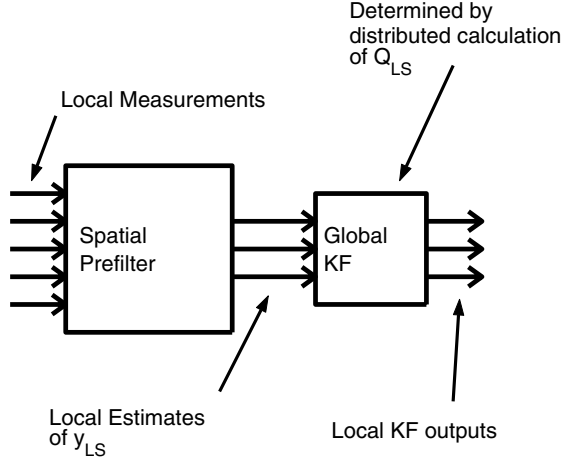 Determined by
distributed calculation
of Q_LS
Local Measurements
Spatial
Prefilter
Global
KF
Local Estimates
of y_LS
Local KF outputs